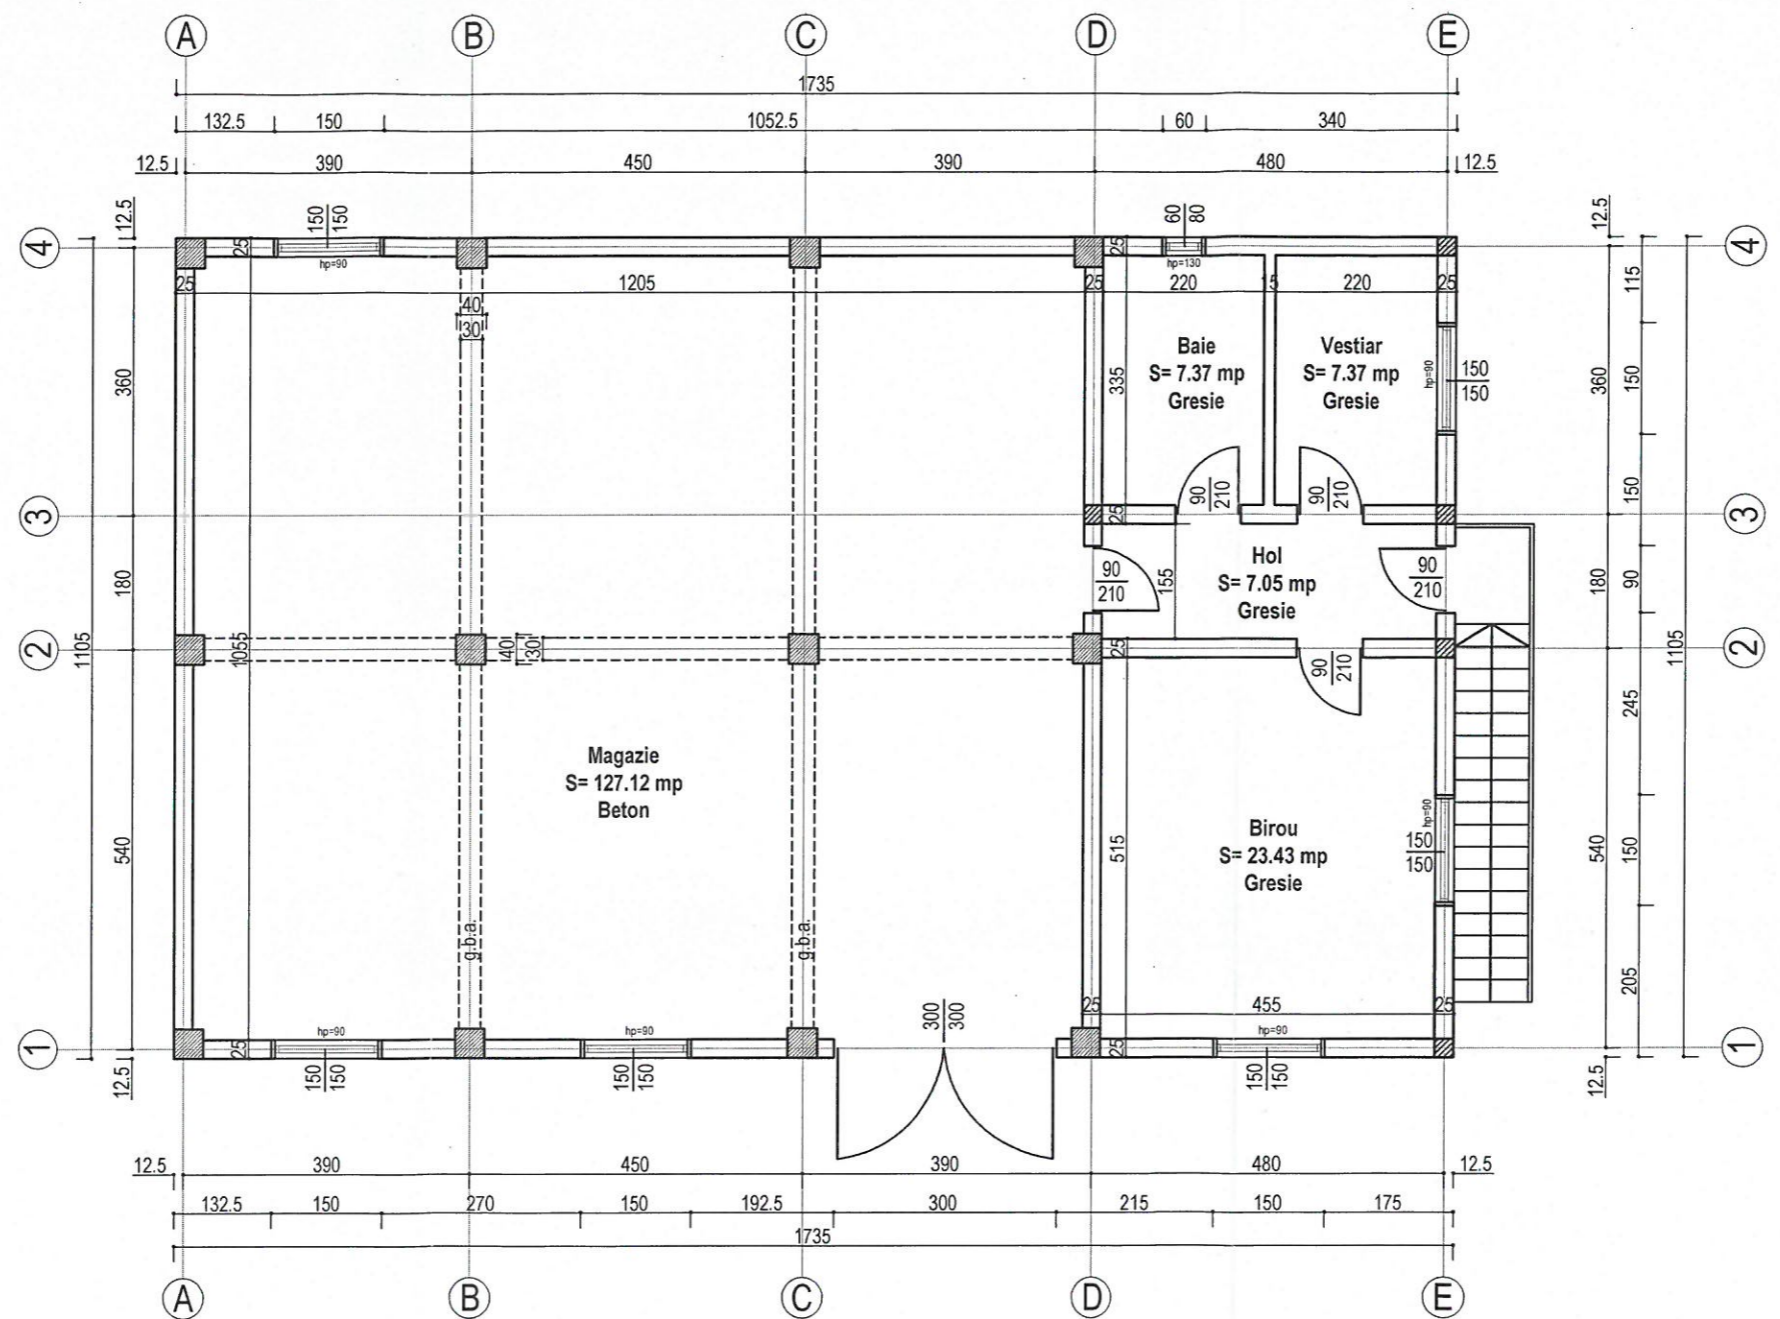 A B C D E
1735
132.5 150 1052.5 60 340
12.5 390 450 390 480 12.5
12.5 12.5
150 150 60 80
4 4
25 25
hp=90 hp=130
25 1205 25 220 15 220 25
115
40
30
360 335 360
Baie
S= 7.37 mp
Gresie
Vestiar
S= 7.37 mp
Gresie
hp=90
150
150
150
90 210 90 210
150
3 25 3
180 155 180
Hol
S= 7.05 mp
Gresie
90
210
90
210
90
2 1105 1055 40 30 25 1105 2
90 210
245
Magazie
S= 127.12 mp
Beton
540 515 540
Birou
S= 23.43 mp
Gresie
hp=90
150
150
150
g.b.a. g.b.a.
205
25 455 25
300 300
hp=90 hp=90 hp=90
1 25 25 1
150 150 150 150 150 150
12.5 12.5
12.5 390 450 390 480 12.5
132.5 150 270 150 192.5 300 215 150 175
1735
A B C D E